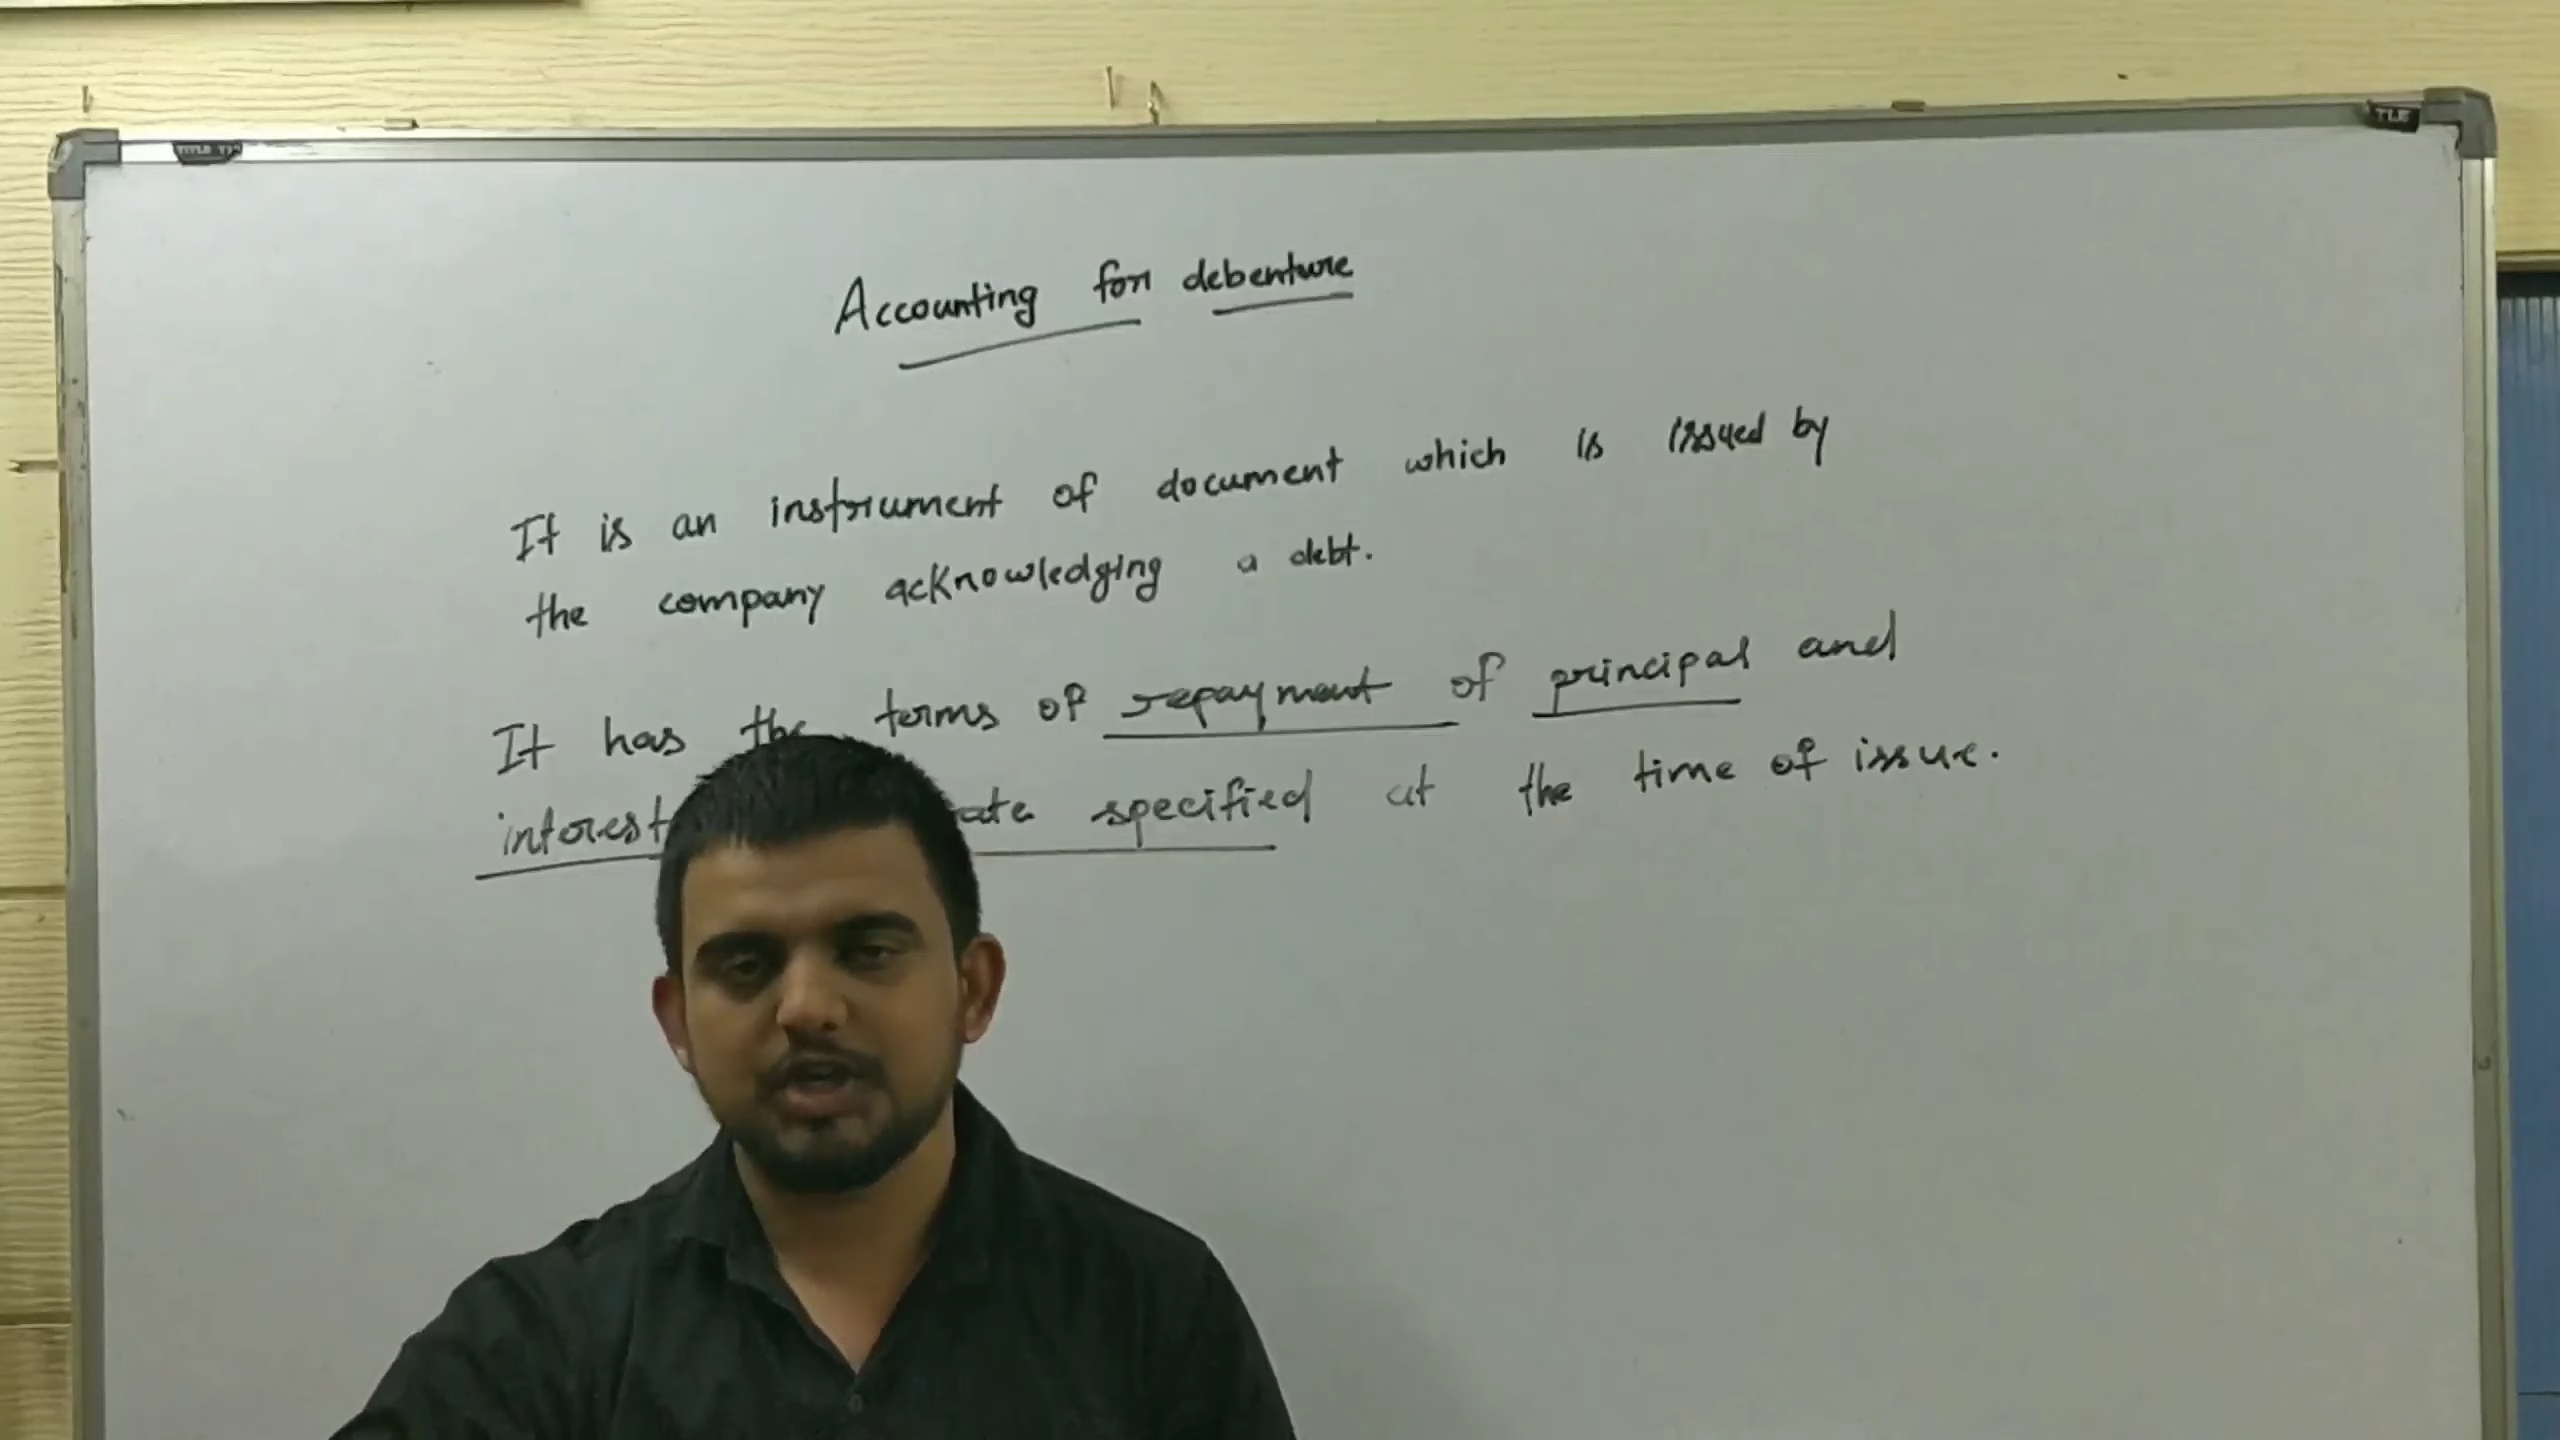 Accounting for debenture
It is an instrument of document which is issued by
the company acknowledging a debt.
It has the terms of repayment of principal and
interest specified at the time of issue.